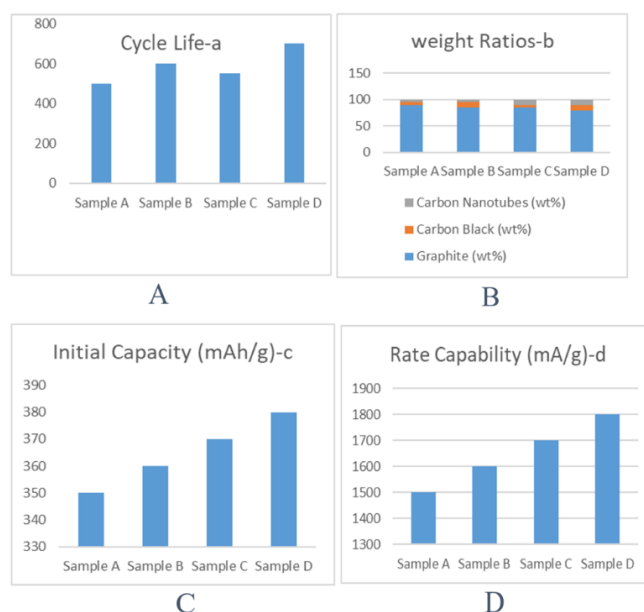 Cycle Life-a
800
600
400
200
0
Sample A Sample B Sample C Sample D
A
weight Ratios-b
150
100
50
0
Sample A Sample B Sample C Sample D
Carbon Nanotubes (wt%)
Carbon Black (wt%)
Graphite (wt%)
B
Initial Capacity (mAh/g)-c
390
380
370
360
350
340
330
Sample A Sample B Sample C Sample D
C
Rate Capability (mA/g)-d
1900
1800
1700
1600
1500
1400
1300
Sample A Sample B Sample C Sample D
D